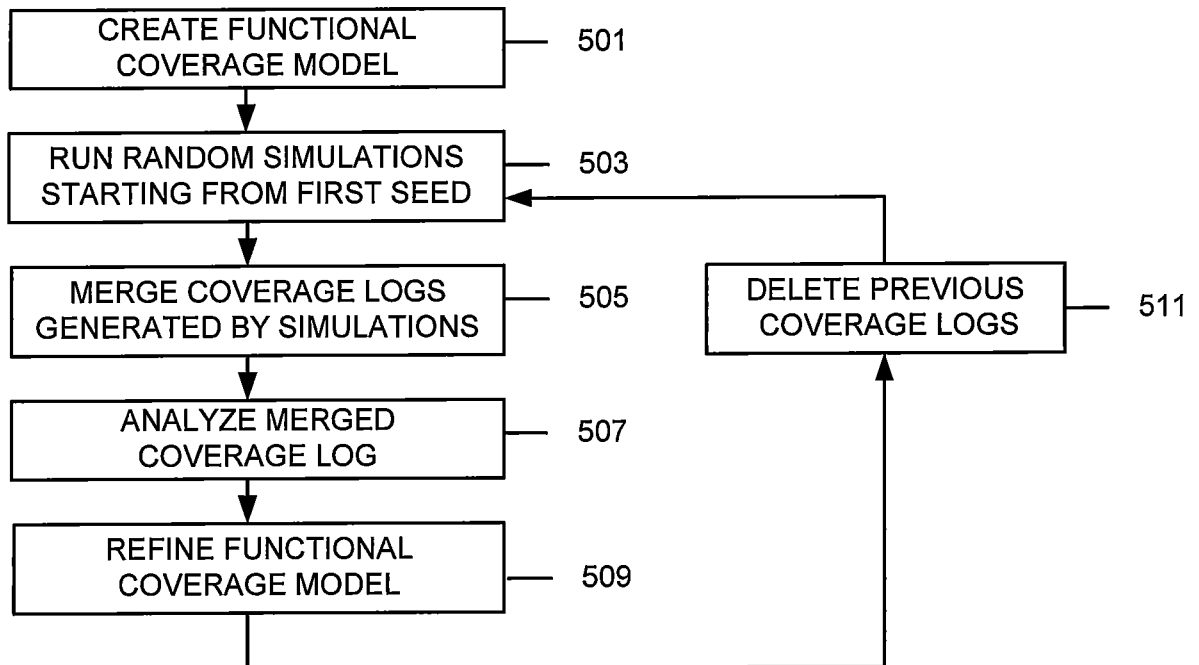 CREATE FUNCTIONAL
COVERAGE MODEL
501
RUN RANDOM SIMULATIONS
STARTING FROM FIRST SEED
503
MERGE COVERAGE LOGS
GENERATED BY SIMULATIONS
505
DELETE PREVIOUS
COVERAGE LOGS
511
ANALYZE MERGED
COVERAGE LOG
507
REFINE FUNCTIONAL
COVERAGE MODEL
509